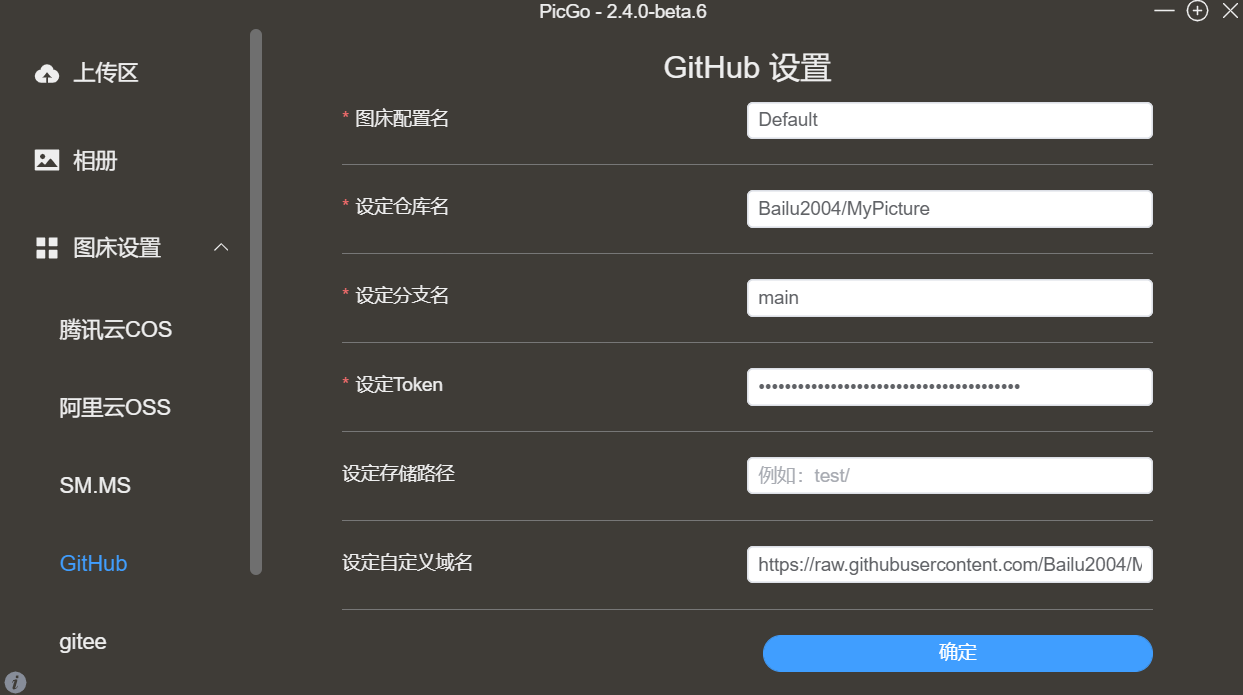 PicGo - 2.4.0-beta.6
上传区
相册
图床设置
腾讯云COS
阿里云OSS
SM.MS
GitHub
gitee
GitHub 设置
* 图床配置名
Default
* 设定仓库名
Bailu2004/MyPicture
* 设定分支名
main
* 设定Token
••••••••••••••••••••••••••••••••••••••••
设定存储路径
例如：test/
设定自定义域名
https://raw.githubusercontent.com/Bailu2004/M
确定